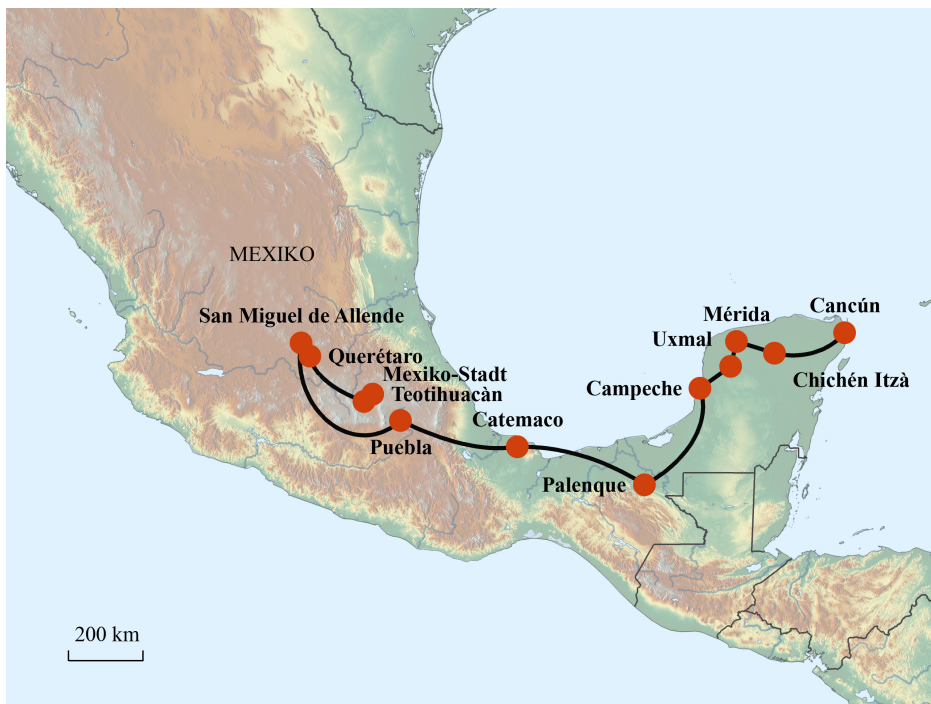 MEXIKO
San Miguel de Allende
Querétaro
Mexiko-Stadt
Teotihuacàn
Puebla
Catemaco
Palenque
Campeche
Uxmal
Mérida
Cancún
Chichén Itzà
200 km